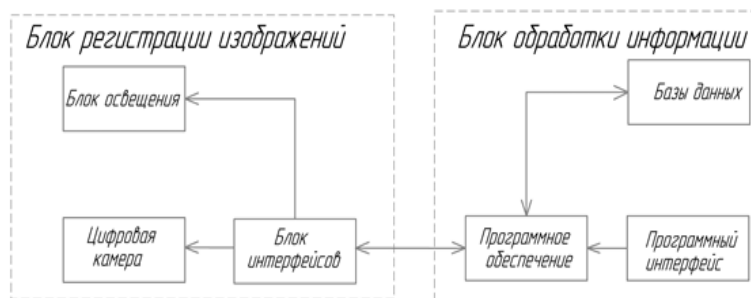 Блок регистрации изображений
Блок освещения
Цифровая
камера
Блок
интерфейсов
Блок обработки информации
Базы данных
Программное
обеспечение
Программный
интерфейс